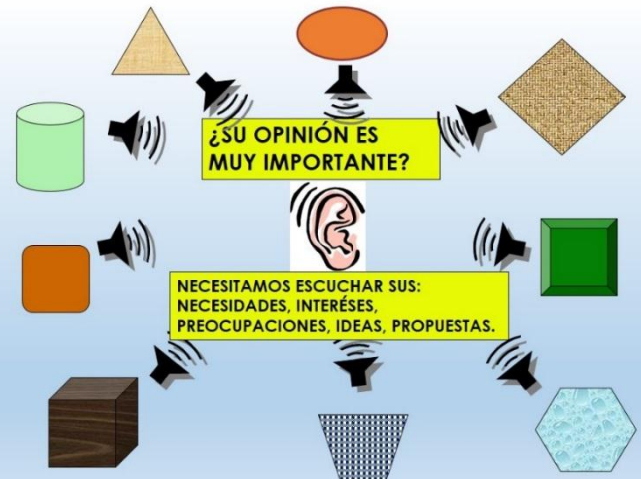 ¿SU OPINIÓN ES
MUY IMPORTANTE?
NECESITAMOS ESCUCHAR SUS:
NECESIDADES, INTERÉSES,
PREOCUPACIONES, IDEAS, PROPUESTAS.